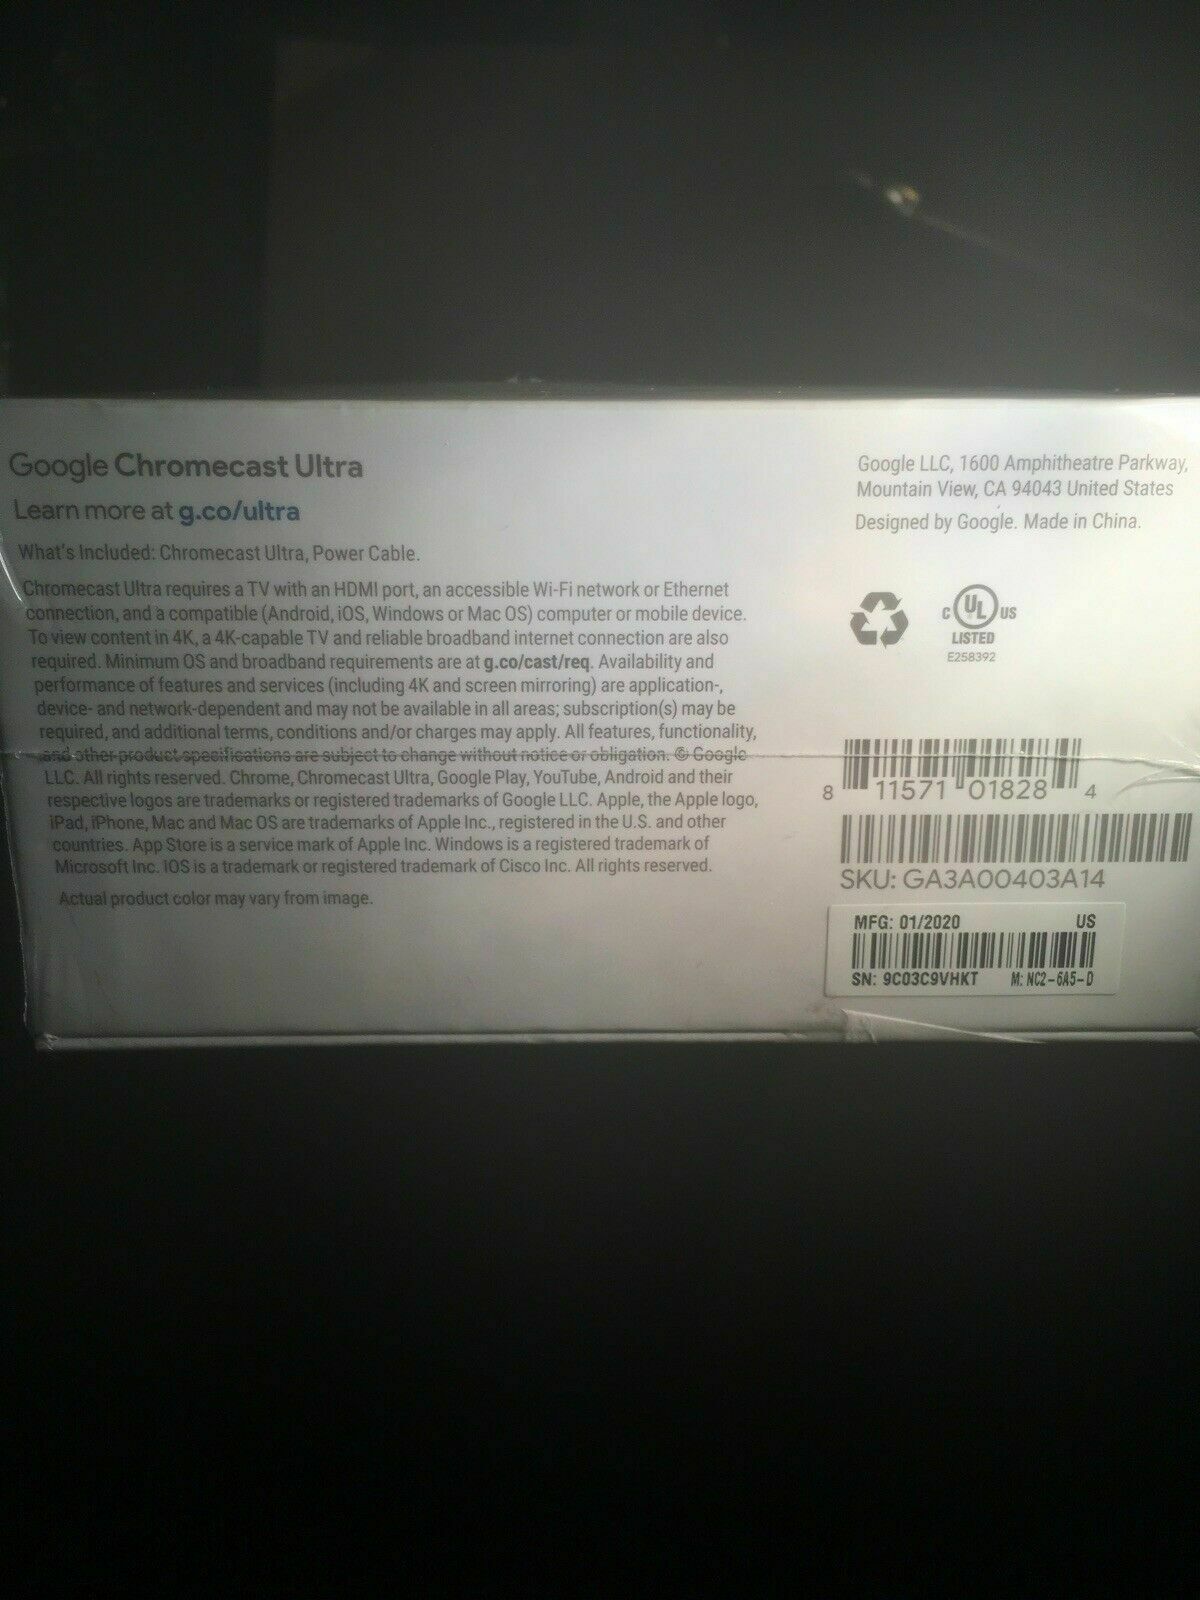 Google Chromecast Ultra
Learn more at g.co/ultra
What's Included: Chromecast Ultra, Power Cable.
Chromecast Ultra requires a TV with an HDMI port, an accessible Wi-Fi network or Ethernet
connection, and a compatible (Android, iOS, Windows or Mac OS) computer or mobile device.
To view content in 4K, a 4K-capable TV and reliable broadband internet connection are also
required. Minimum OS and broadband requirements are at g.co/cast/req. Availability and
performance of features and services (including 4K and screen mirroring) are application-,
device- and network-dependent and may not be available in all areas; subscription(s) may be
required, and additional terms, conditions and/or charges may apply. All features, functionality,
and other product specifications are subject to change without notice or obligation. © Google
LLC. All rights reserved. Chrome, Chromecast Ultra, Google Play, YouTube, Android and their
respective logos are trademarks or registered trademarks of Google LLC. Apple, the Apple logo,
iPad, iPhone, Mac and Mac OS are trademarks of Apple Inc., registered in the U.S. and other
countries. App Store is a service mark of Apple Inc. Windows is a registered trademark of
Microsoft Inc. IOS is a trademark or registered trademark of Cisco Inc. All rights reserved.
Actual product color may vary from image.
Google LLC, 1600 Amphitheatre Parkway,
Mountain View, CA 94043 United States
Designed by Google. Made in China.
C UL US
LISTED
E258392
8 11571 01828 4
SKU: GA3A00403A14
MFG: 01/2020 US
SN: 9C03C9VHKT M: NC2-6A5-D